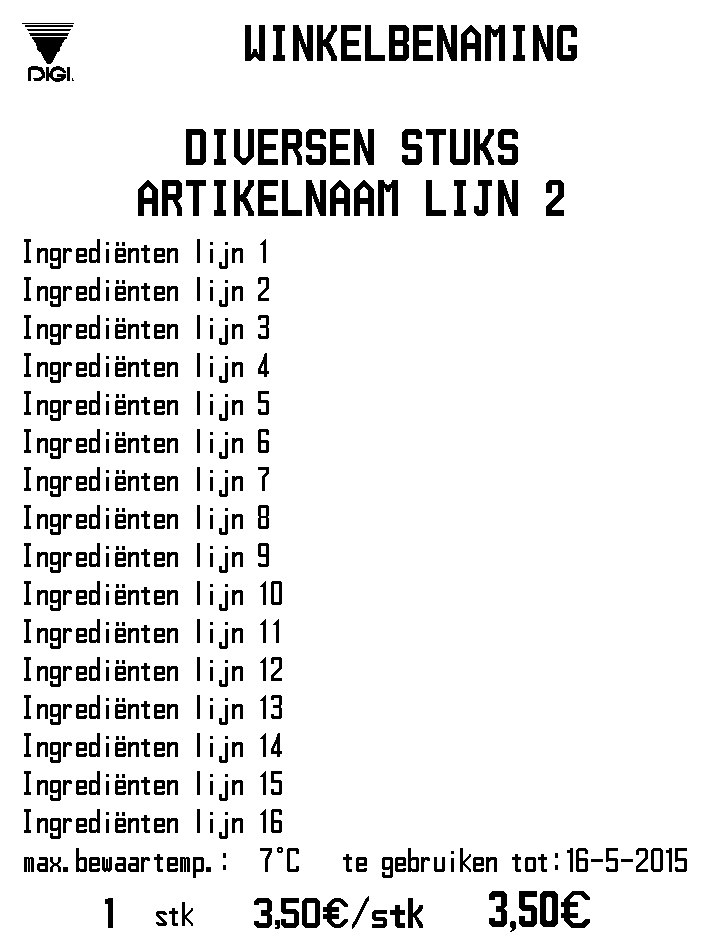 DIGI.
WINKELBENAMING
DIVERSEN STUKS
ARTIKELNAAM LIJN 2
Ingrediënten lijn 1
Ingrediënten lijn 2
Ingrediënten lijn 3
Ingrediënten lijn 4
Ingrediënten lijn 5
Ingrediënten lijn 6
Ingrediënten lijn 7
Ingrediënten lijn 8
Ingrediënten lijn 9
Ingrediënten lijn 10
Ingrediënten lijn 11
Ingrediënten lijn 12
Ingrediënten lijn 13
Ingrediënten lijn 14
Ingrediënten lijn 15
Ingrediënten lijn 16
max.bewaartemp.: 7°C te gebruiken tot:16-5-2015
1 stk 3,50€/stk 3,50€